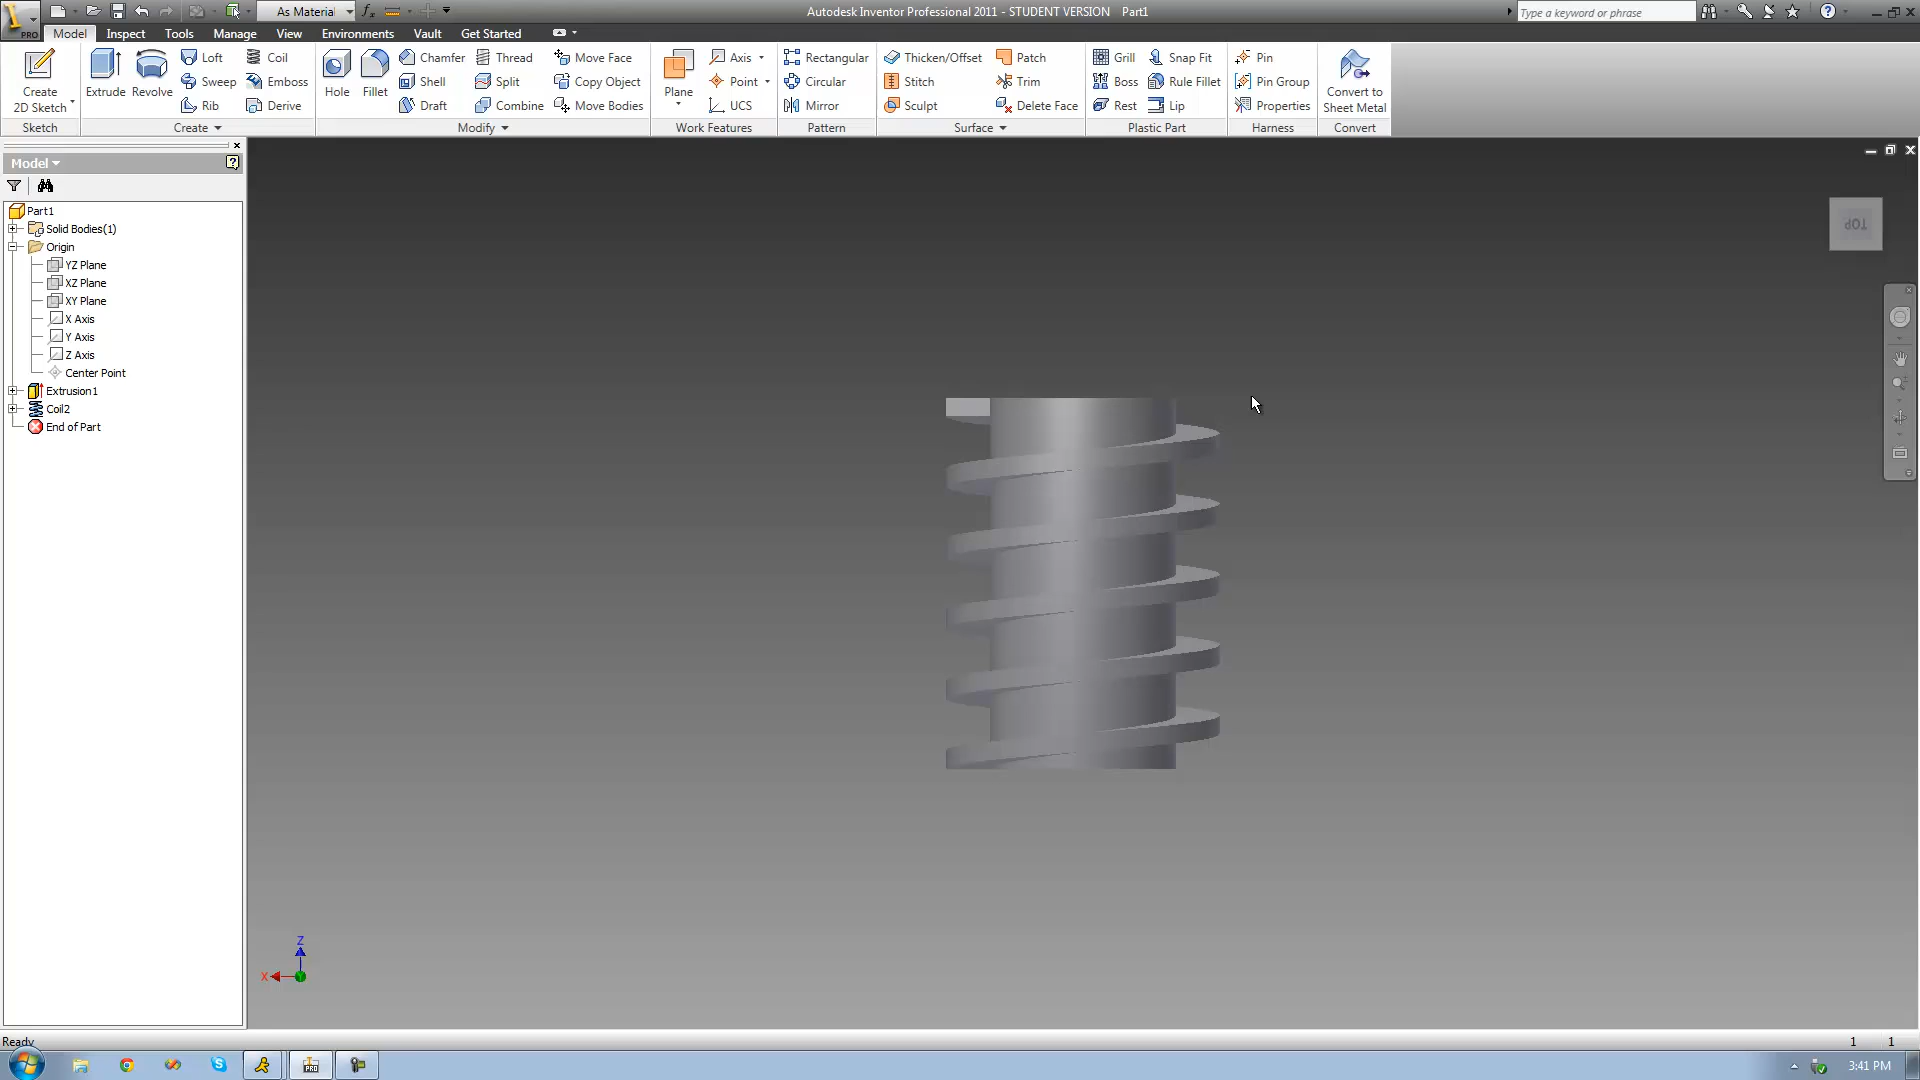 As Material
Autodesk Inventor Professional 2011 - STUDENT VERSION Part1
Type a keyword or phrase
PRO
Model Inspect Tools Manage View Environments Vault Get Started
Create
2D Sketch
Extrude
Revolve
Loft
Sweep
Rib
Coil
Emboss
Derive
Hole
Fillet
Chamfer
Shell
Draft
Thread
Split
Combine
Move Face
Copy Object
Move Bodies
Plane
Axis
Point
UCS
Rectangular
Circular
Mirror
Thicken/Offset
Stitch
Sculpt
Patch
Trim
Delete Face
Grill
Boss
Rest
Snap Fit
Rule Fillet
Lip
Pin
Pin Group
Properties
Convert to
Sheet Metal
Sketch Create Modify Work Features Pattern Surface Plastic Part Harness Convert
Model
Part1
Solid Bodies(1)
Origin
YZ Plane
XZ Plane
XY Plane
X Axis
Y Axis
Z Axis
Center Point
Extrusion1
Coil2
End of Part
TOP
Z
X
Ready
1 1
PRO
3:41 PM